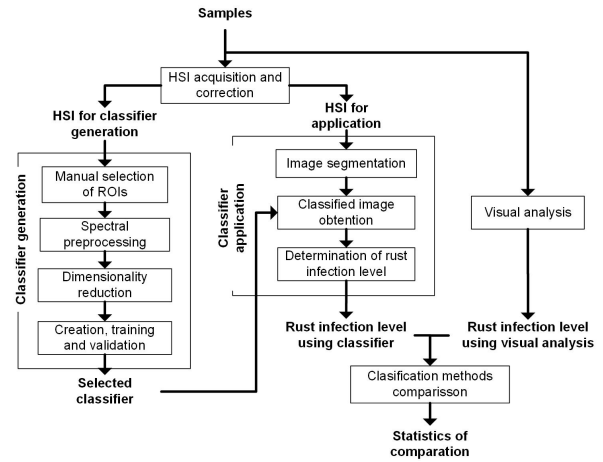 Samples
HSI acquisition and
correction
HSI for classifier
generation
HSI for
application
Classifier generation
Manual selection
of ROIs
Spectral
preprocessing
Dimensionality
reduction
Creation, training
and validation
Selected
classifier
Classifier
application
Image segmentation
Classified image
obtention
Determination of rust
infection level
Rust infection level
using classifier
Visual analysis
Rust infection level
using visual analysis
Clasification methods
comparisson
Statistics of
comparation